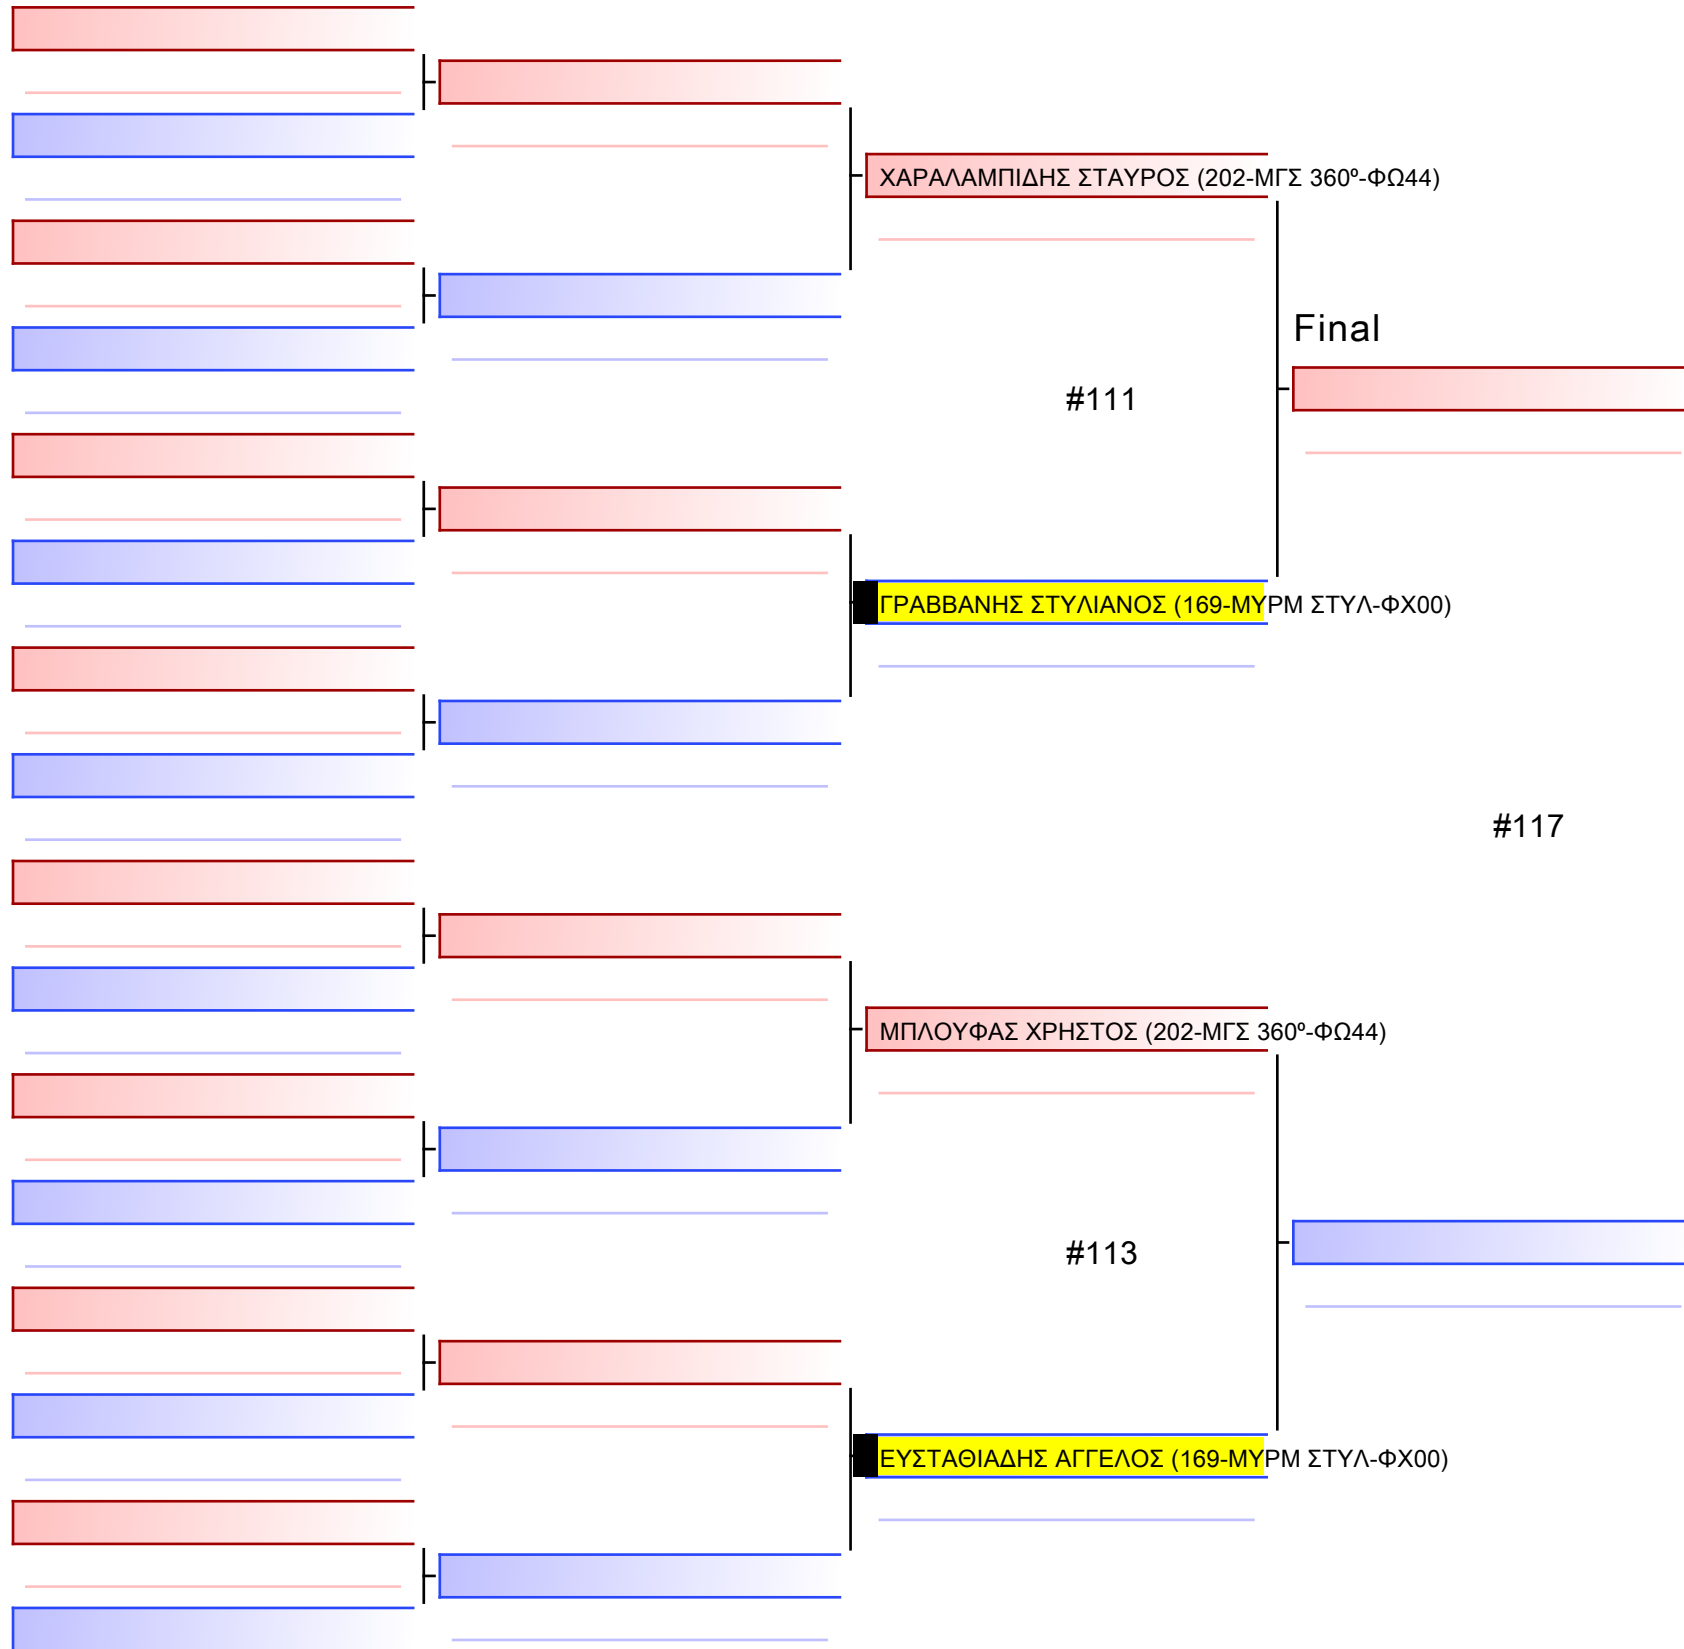 ΧΑΡΑΛΑΜΠΙΔΗΣ ΣΤΑΥΡΟΣ (202-ΜΓΣ 360º-ΦΩ44)
Final
#111
ΓΡΑΒΒΑΝΗΣ ΣΤΥΛΙΑΝΟΣ (169-ΜΥΡΜ ΣΤΥΛ-ΦΧ00)
#117
ΜΠΛΟΥΦΑΣ ΧΡΗΣΤΟΣ (202-ΜΓΣ 360º-ΦΩ44)
#113
ΕΥΣΤΑΘΙΑΔΗΣ ΑΓΓΕΛΟΣ (169-ΜΥΡΜ ΣΤΥΛ-ΦΧ00)